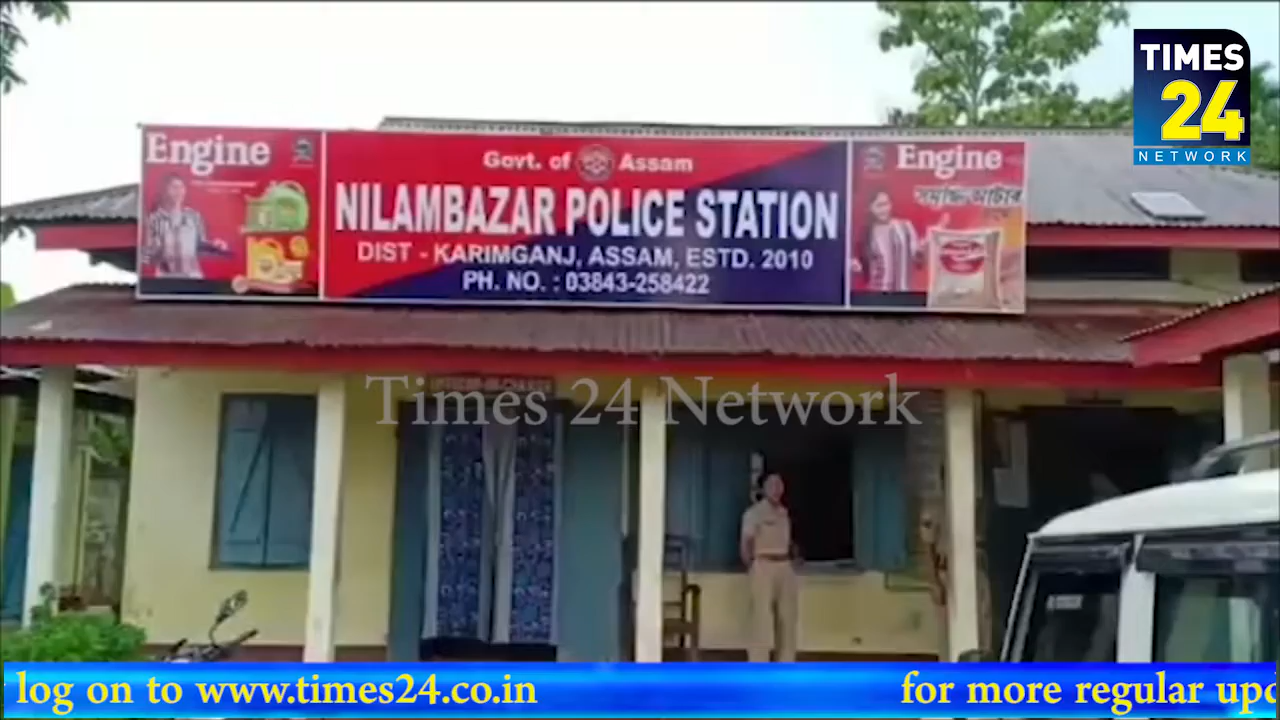 TIMES
24
NETWORK
Engine
Govt. of Assam
NILAMBAZAR POLICE STATION
DIST - KARIMGANJ, ASSAM, ESTD. 2010
PH. NO. : 03843-258422
Engine
Times 24 Network
log on to www.times24.co.in
for more regular upd